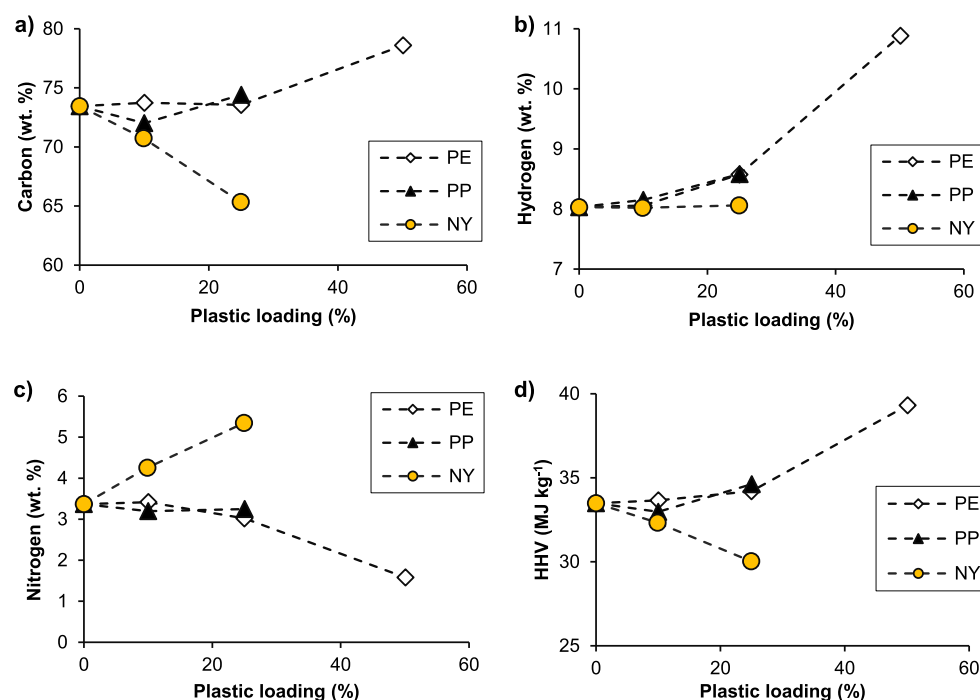 a)
Carbon (wt. %)
80
75
70
65
60
0 20 40 60
Plastic loading (%)
PE
PP
NY
b)
Hydrogen (wt. %)
11
10
9
8
7
0 20 40 60
Plastic loading (%)
PE
PP
NY
c)
Nitrogen (wt. %)
6
5
4
3
2
1
0
0 20 40 60
Plastic loading (%)
PE
PP
NY
d)
HHV (MJ kg⁻¹)
40
35
30
25
0 20 40 60
Plastic loading (%)
PE
PP
NY